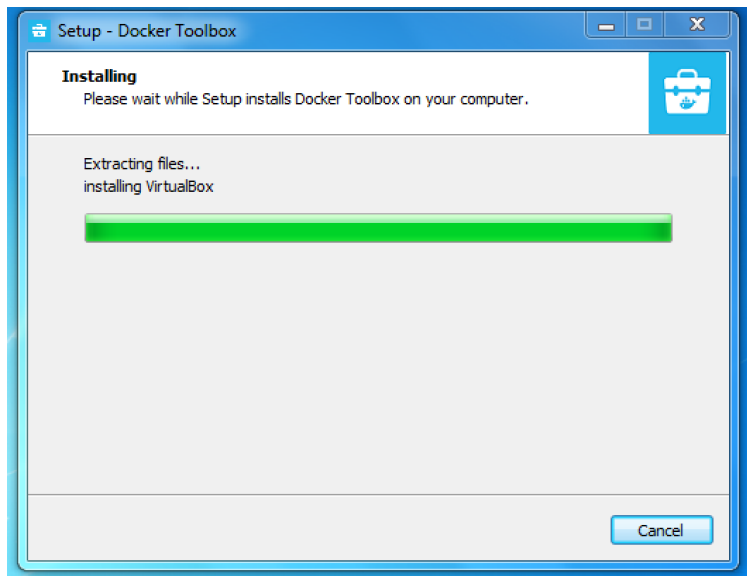 Setup - Docker Toolbox
Installing
Please wait while Setup installs Docker Toolbox on your computer.
Extracting files...
installing VirtualBox
Cancel